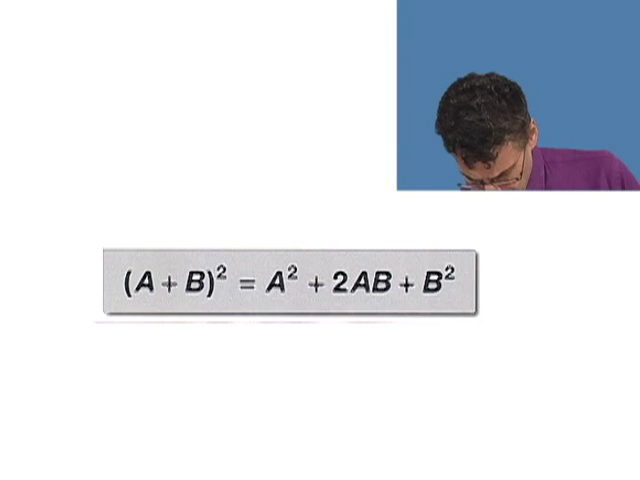 (A + B)² = A² + 2AB + B²